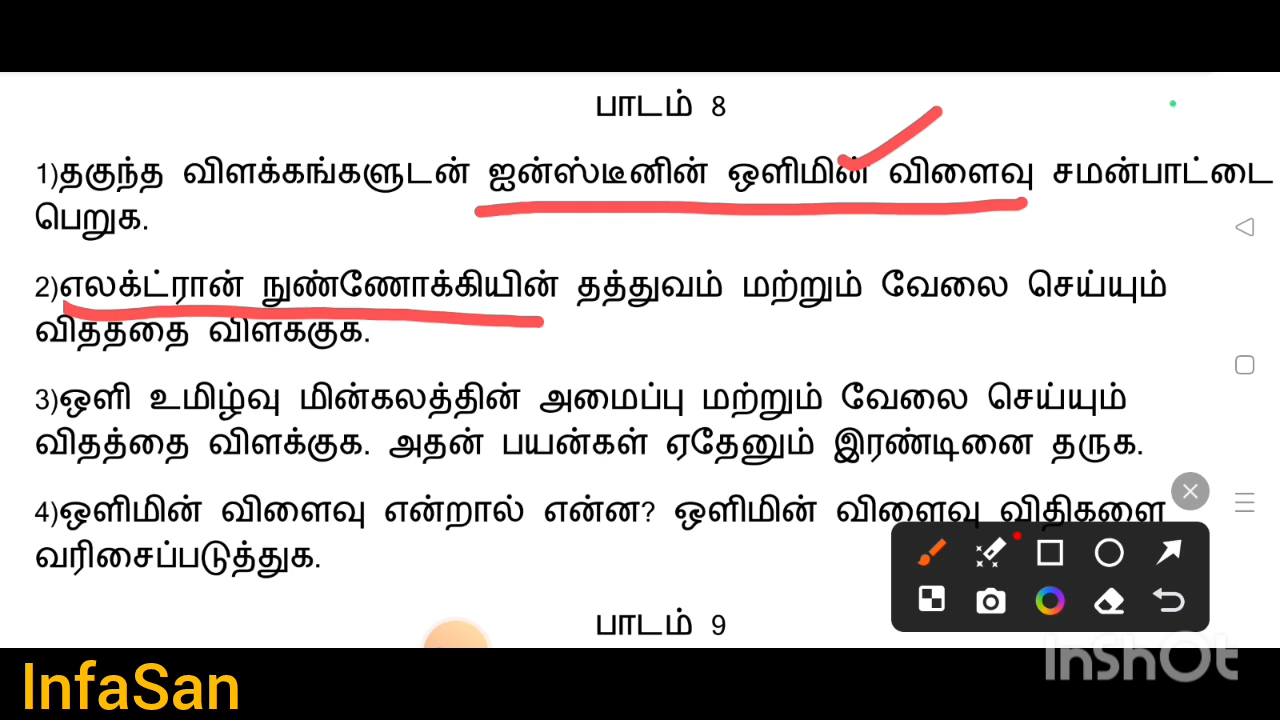 பாடம் 8
1)தகுந்த விளக்கங்களுடன் ஐன்ஸ்டீனின் ஒளிமின் விளைவு சமன்பாட்டை
பெறுக.
2)எலக்ட்ரான் நுண்ணோக்கியின் தத்துவம் மற்றும் வேலை செய்யும்
விதத்தை விளக்குக.
3)ஒளி உமிழ்வு மின்கலத்தின் அமைப்பு மற்றும் வேலை செய்யும்
விதத்தை விளக்குக. அதன் பயன்கள் ஏதேனும் இரண்டினை தருக.
4)ஒளிமின் விளைவு என்றால் என்ன? ஒளிமின் விளைவு விதிகளை
வரிசைப்படுத்துக.
பாடம் 9
InShOt
InfaSan